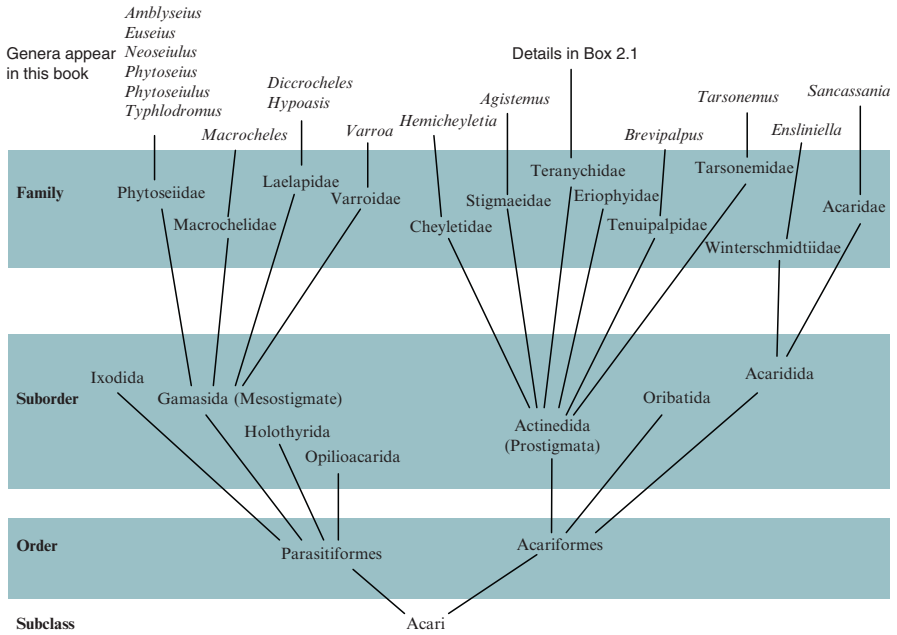 Amblyseius
Euseius
Neoseiulus
Phytoseius
Phytoseiulus
Typhlodromus
Genera appear
in this book
Diccrocheles
Hypoasis
Macrocheles
Varroa
Hemicheyletia
Agistemus
Details in Box 2.1
Brevipalpus
Tarsonemus
Ensliniella
Sancassania
Family
Phytoseiidae
Macrochelidae
Laelapidae
Varroidae
Cheyletidae
Stigmaeidae
Teranychidae
Eriophyidae
Tenuipalpidae
Tarsonemidae
Winterschmidtiidae
Acaridae
Suborder
Ixodida
Gamasida (Mesostigmate)
Holothyrida
Opilioacarida
Actinedida
(Prostigmata)
Oribatida
Acaridida
Order
Parasitiformes
Acariformes
Subclass
Acari